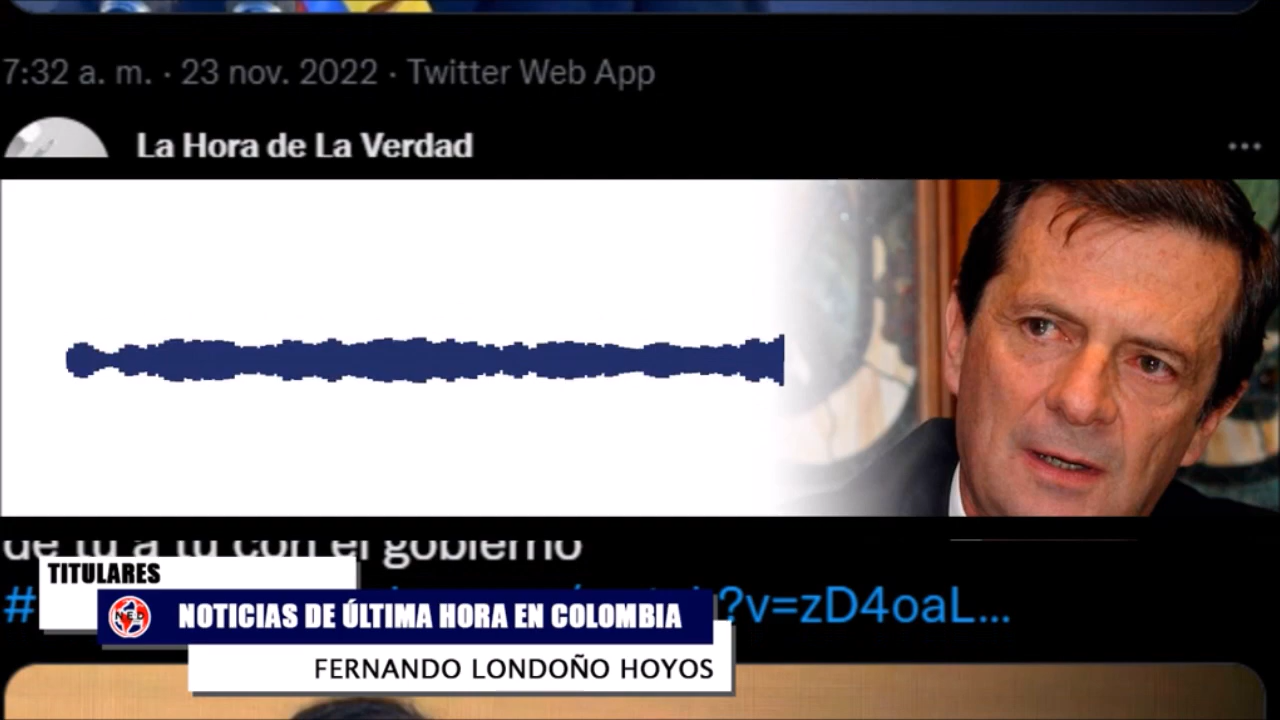 7:32 a. m. · 23 nov. 2022 · Twitter Web App
La Hora de La Verdad
de tú a tú con el gobierno
TITULARES
#
?v=zD4oaL...
NOTICIAS DE ÚLTIMA HORA EN COLOMBIA
FERNANDO LONDOÑO HOYOS